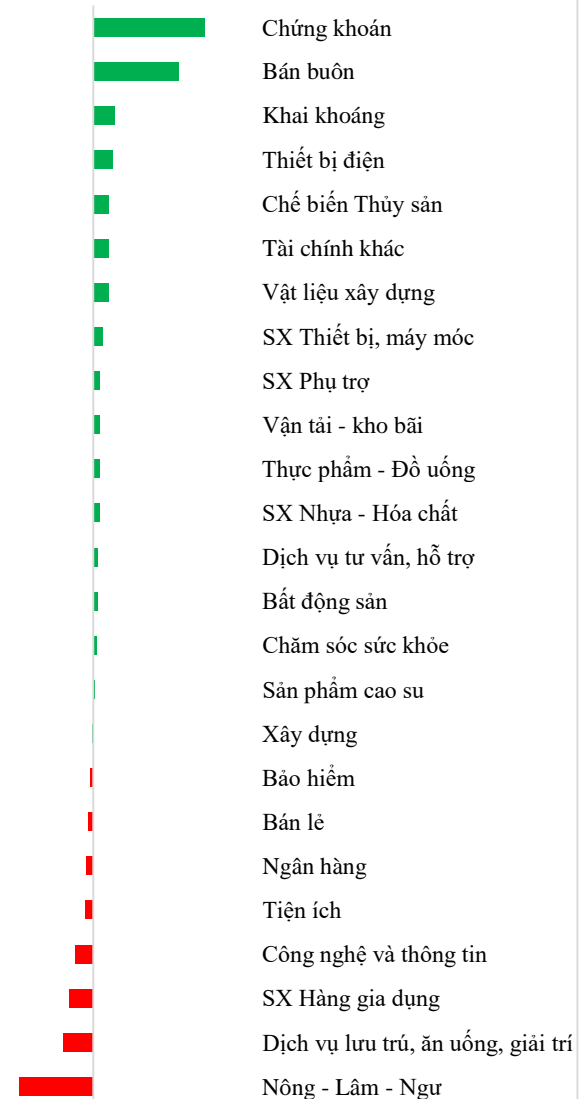 Chứng khoán
Bán buôn
Khai khoáng
Thiết bị điện
Chế biến Thủy sản
Tài chính khác
Vật liệu xây dựng
SX Thiết bị, máy móc
SX Phụ trợ
Vận tải - kho bãi
Thực phẩm - Đồ uống
SX Nhựa - Hóa chất
Dịch vụ tư vấn, hỗ trợ
Bất động sản
Chăm sóc sức khỏe
Sản phẩm cao su
Xây dựng
Bảo hiểm
Bán lẻ
Ngân hàng
Tiện ích
Công nghệ và thông tin
SX Hàng gia dụng
Dịch vụ lưu trú, ăn uống, giải trí
Nông - Lâm - Ngư